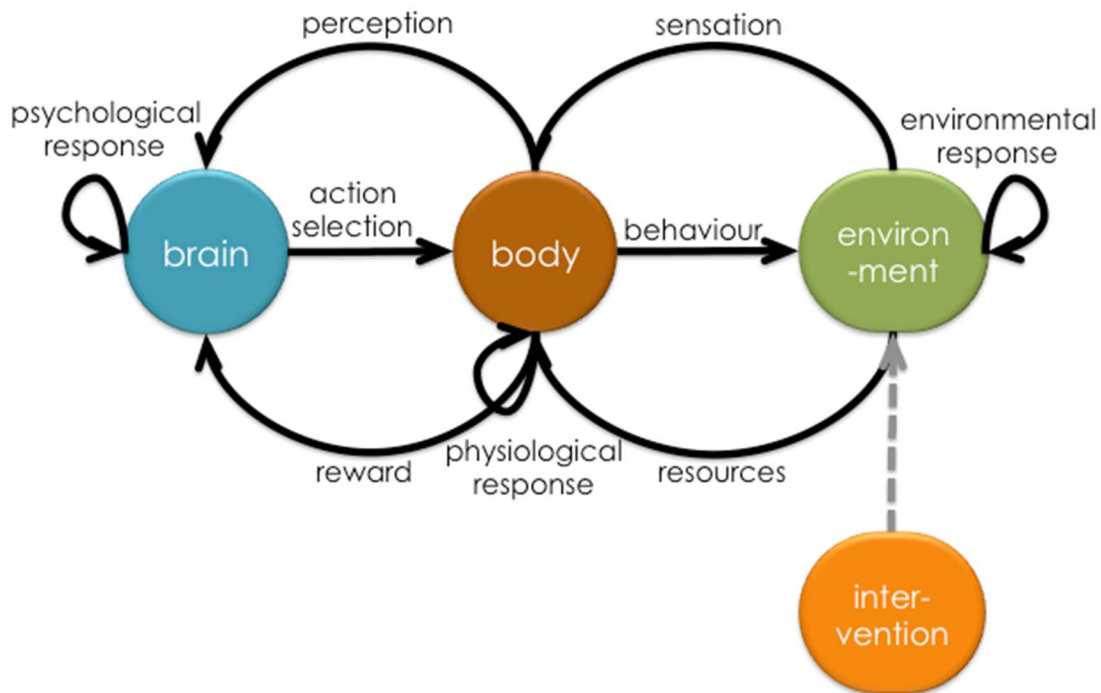 perception
sensation
psychological
response
environmental
response
action
selection
behaviour
brain
body
environ
-ment
reward
physiological
response
resources
inter-
vention